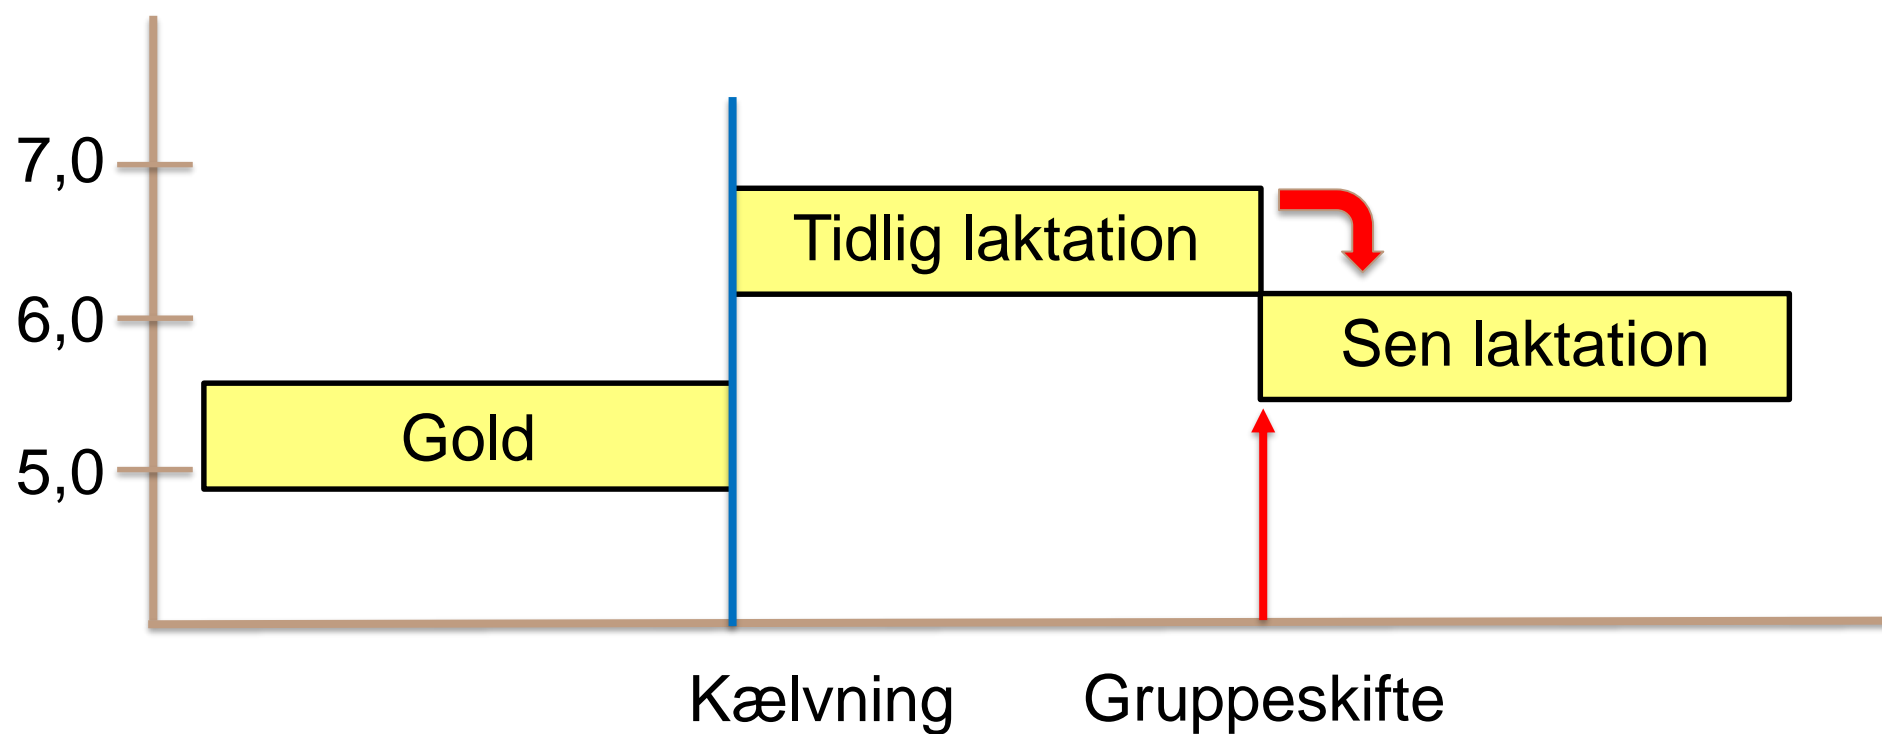 7,0
Tidlig laktation
6,0
Sen laktation
Gold
5,0
Kælvning
Gruppeskifte